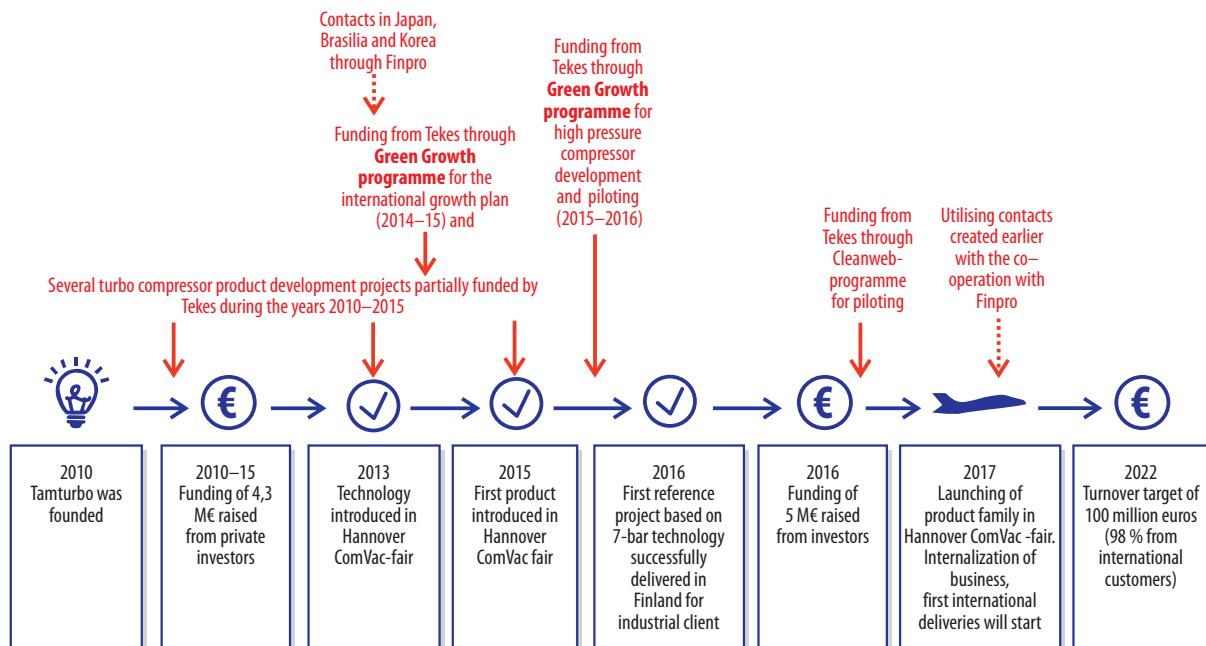 Contacts in Japan,
Brasilia and Korea
through Finpro
Funding from Tekes through
Green Growth
programme for the
international growth plan
(2014–15) and
Funding from
Tekes through
Green Growth
programme for
high pressure
compressor
development
and piloting
(2015–2016)
Funding from
Tekes through
Cleanweb-
programme
for piloting
Utilising contacts
created earlier
with the co–
operation with
Finpro
Several turbo compressor product development projects partially funded by
Tekes during the years 2010–2015
€
€
€
2010
Tamturbo was
founded
2010–15
Funding of 4,3
M€ raised
from private
investors
2013
Technology
introduced in
Hannover
ComVac-fair
2015
First product
introduced in
Hannover
ComVac fair
2016
First reference
project based on
7-bar technology
successfully
delivered in
Finland for
industrial client
2016
Funding of
5 M€ raised
from investors
2017
Launching of
product family in
Hannover ComVac -fair.
Internalization of
business,
first international
deliveries will start
2022
Turnover target of
100 million euros
(98 % from
international
customers)